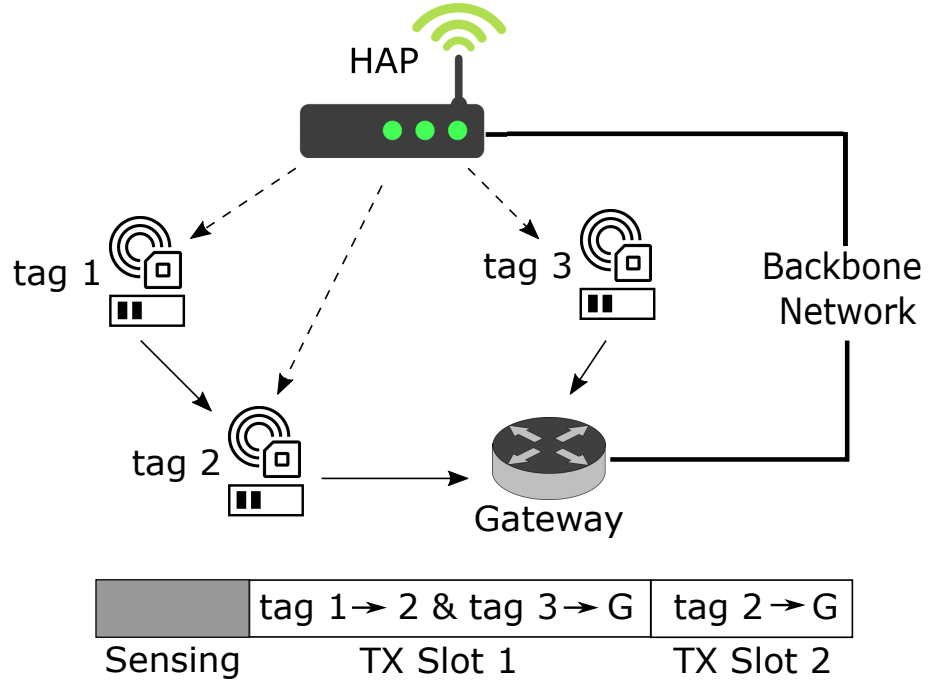 HAP
tag 1
tag 3
Backbone
Network
tag 2
Gateway
tag 1→2 & tag 3→G
tag 2→G
Sensing
TX Slot 1
TX Slot 2